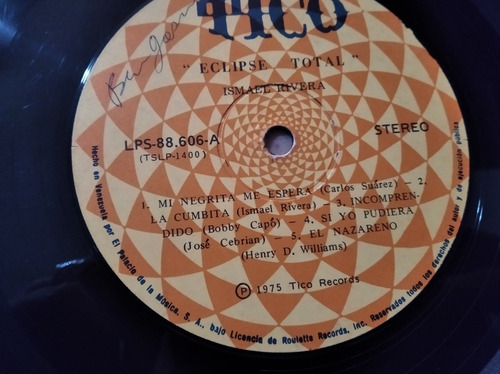 TICO
" ECLIPSE TOTAL "
ISMAEL RIVERA
LPS-88.606-A
(TSLP-1400)
STEREO
1. MI NEGRITA ME ESPERA (Carlos Suárez) - 2.
LA CUMBITA (Ismael Rivera) - 3. INCOMPREN-
DIDO (Bobby Capó) - 4. SI YO PUDIERA
(José Cebrian) - 5. EL NAZARENO
(Henry D. Williams)
Ⓟ 1975 Tico Records
Hecho en Venezuela por El Palacio de la Música, S. A., bajo Licencia de Roulette Records, Inc. Reservados todos los derechos del Autor y de ejecución pública